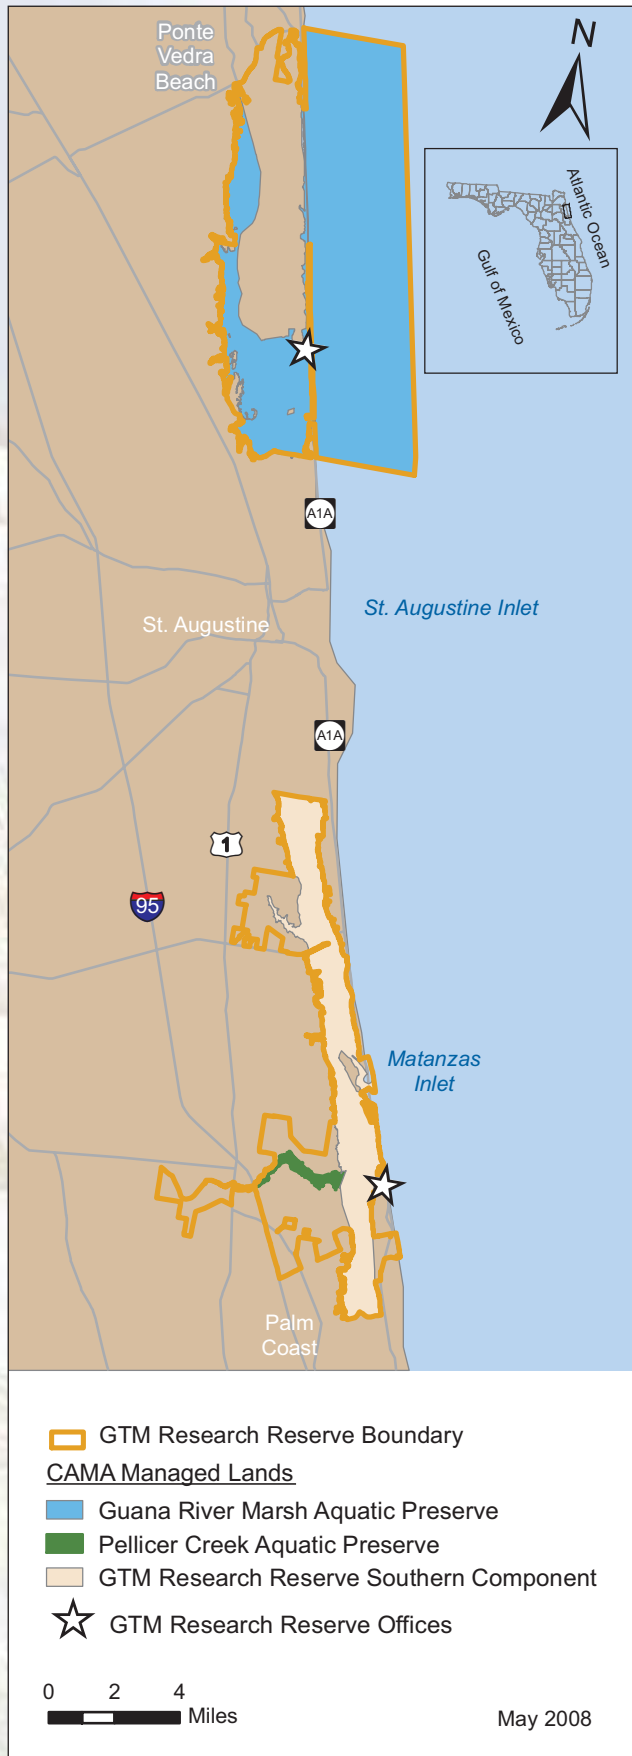 Ponte
Vedra
Beach
N
Atlantic Ocean
Gulf of Mexico
A1A
St. Augustine Inlet
St. Augustine
A1A
1
95
Matanzas
Inlet
Palm
Coast
GTM Research Reserve Boundary
CAMA Managed Lands
Guana River Marsh Aquatic Preserve
Pellicer Creek Aquatic Preserve
GTM Research Reserve Southern Component
GTM Research Reserve Offices
0 2 4
Miles
May 2008